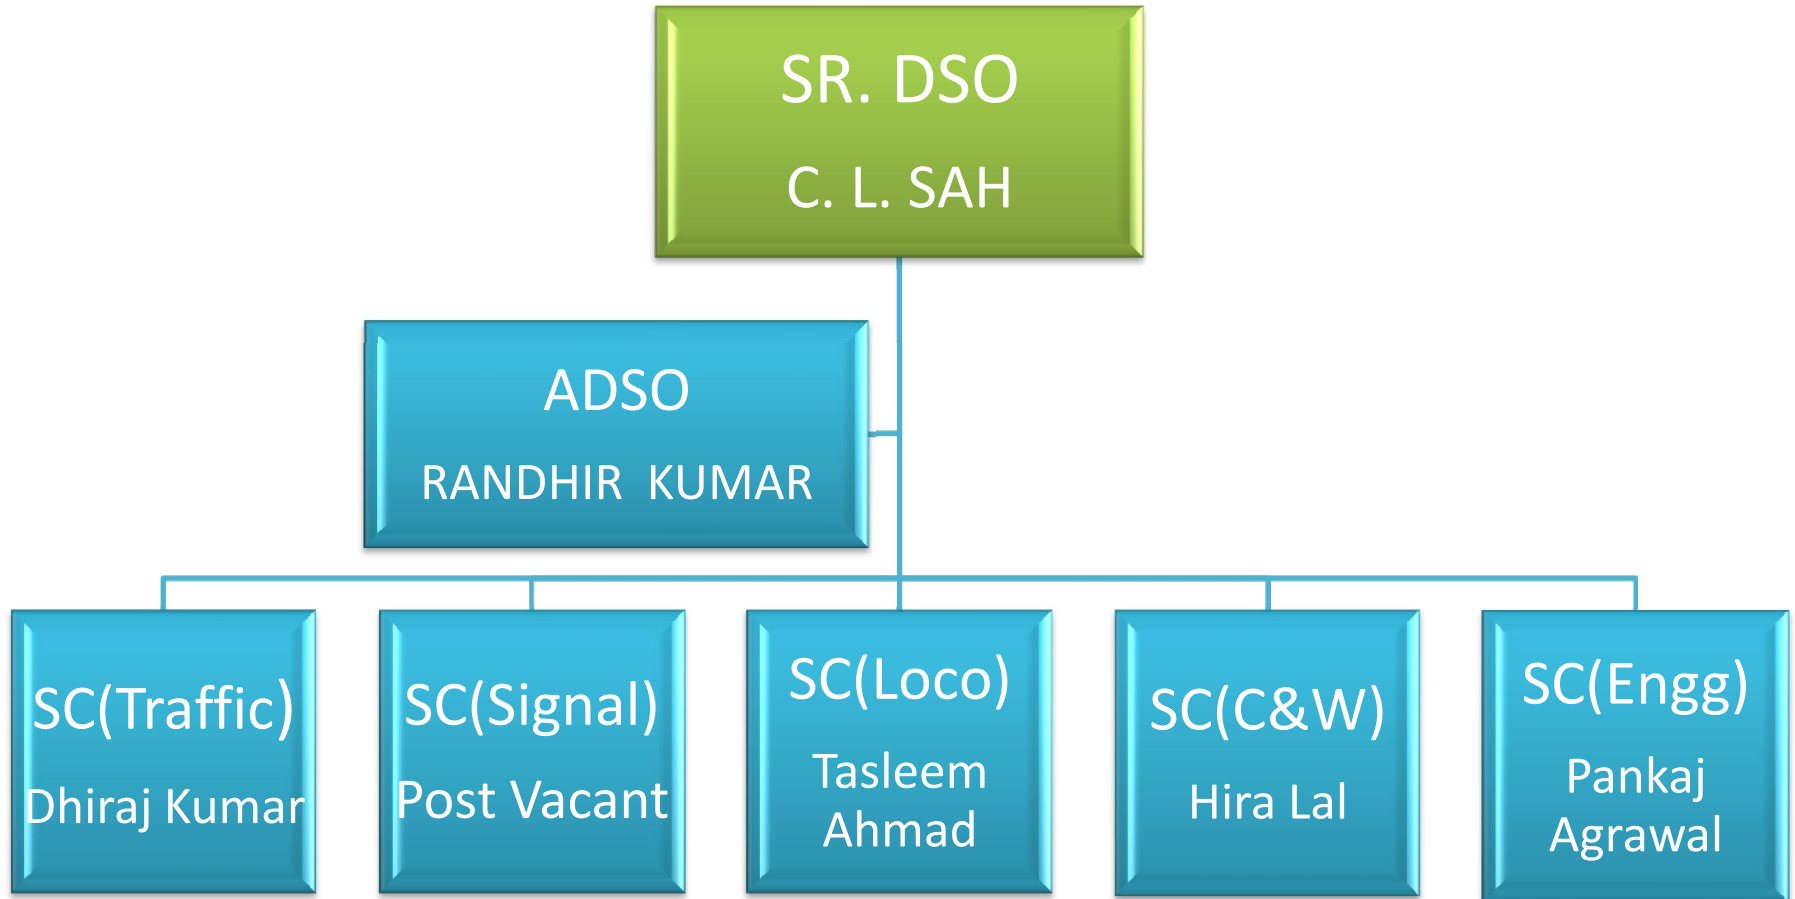 SR. DSO
C. L. SAH
ADSO
RANDHIR KUMAR
SC(Traffic)
Dhiraj Kumar
SC(Signal)
Post Vacant
SC(Loco)
Tasleem
Ahmad
SC(C&W)
Hira Lal
SC(Engg)
Pankaj
Agrawal